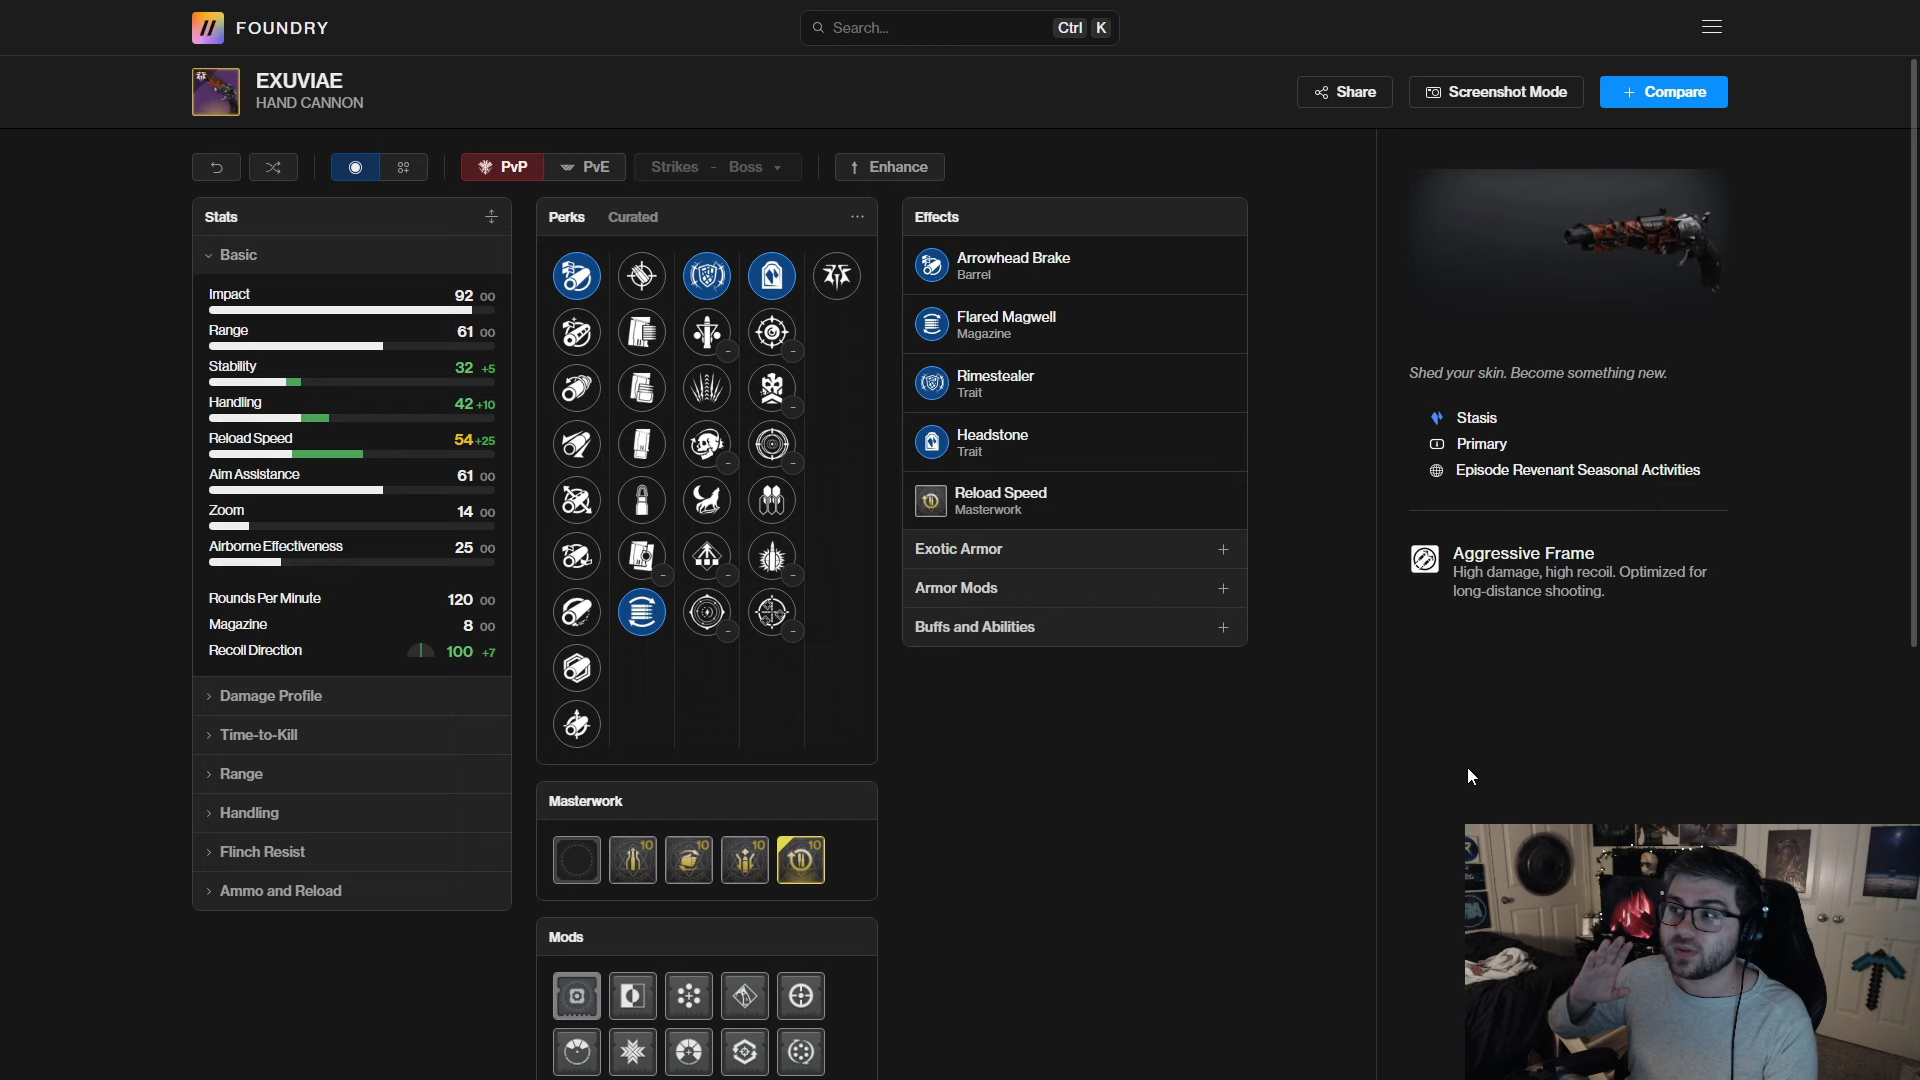 FOUNDRY
Search...
Ctrl K
EXUVIAE
HAND CANNON
Share
Screenshot Mode
+ Compare
PvP
PvE
Strikes - Boss
Enhance
Stats
Basic
Impact 92 00
Range 61 00
Stability 32 +5
Handling 42 +10
Reload Speed 54 +25
Aim Assistance 61 00
Zoom 14 00
Airborne Effectiveness 25 00
Rounds Per Minute 120 00
Magazine 8 00
Recoil Direction 100 +7
Damage Profile
Time-to-Kill
Range
Handling
Flinch Resist
Ammo and Reload
Perks Curated
Masterwork
10 10 10 10
Mods
Effects
Arrowhead Brake
Barrel
Flared Magwell
Magazine
Rimestealer
Trait
Headstone
Trait
Reload Speed
Masterwork
Exotic Armor +
Armor Mods +
Buffs and Abilities +
Shed your skin. Become something new.
Stasis
Primary
Episode Revenant Seasonal Activities
Aggressive Frame
High damage, high recoil. Optimized for
long-distance shooting.